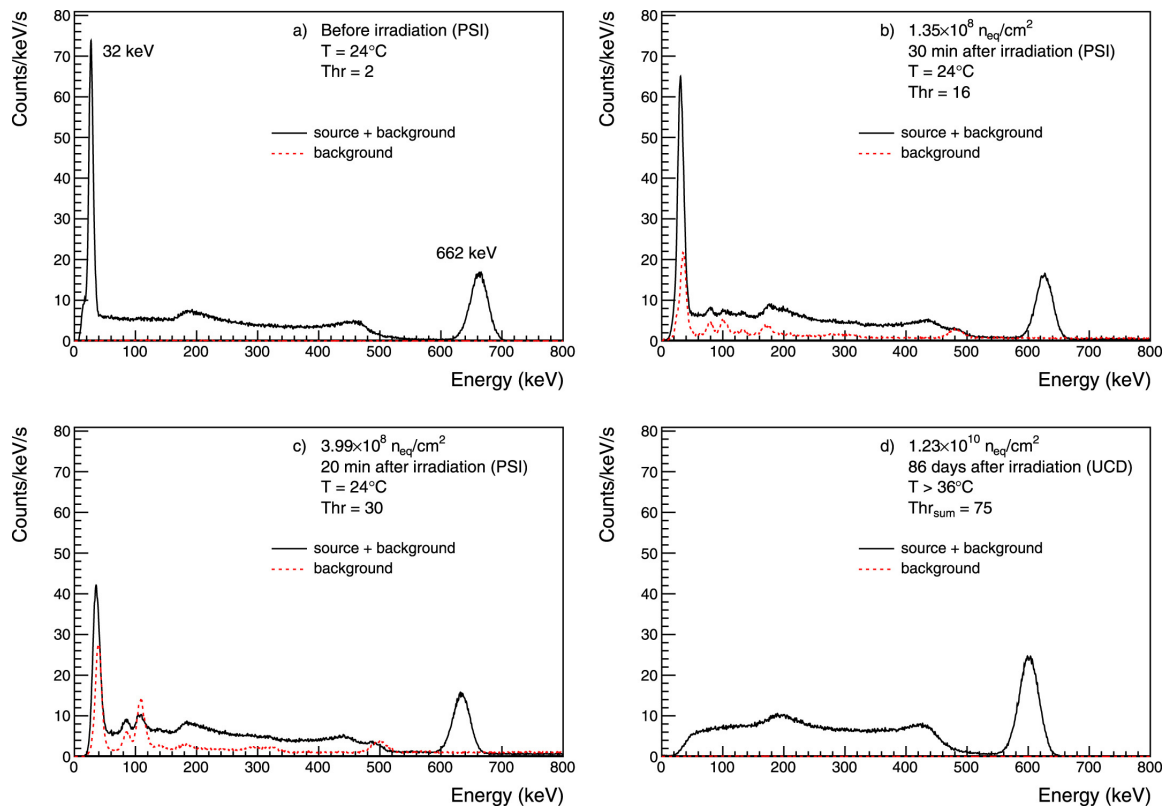 Counts/keV/s
80
70
60
50
40
30
20
10
0
0 100 200 300 400 500 600 700 800
Energy (keV)
a) Before irradiation (PSI)
T = 24°C
Thr = 2
32 keV
source + background
background
662 keV
Counts/keV/s
80
70
60
50
40
30
20
10
0
0 100 200 300 400 500 600 700 800
Energy (keV)
b) 1.35×10⁸ n_eq/cm²
30 min after irradiation (PSI)
T = 24°C
Thr = 16
source + background
background
Counts/keV/s
80
70
60
50
40
30
20
10
0
0 100 200 300 400 500 600 700 800
Energy (keV)
c) 3.99×10⁸ n_eq/cm²
20 min after irradiation (PSI)
T = 24°C
Thr = 30
source + background
background
Counts/keV/s
80
70
60
50
40
30
20
10
0
0 100 200 300 400 500 600 700 800
Energy (keV)
d) 1.23×10¹⁰ n_eq/cm²
86 days after irradiation (UCD)
T > 36°C
Thr_sum = 75
source + background
background